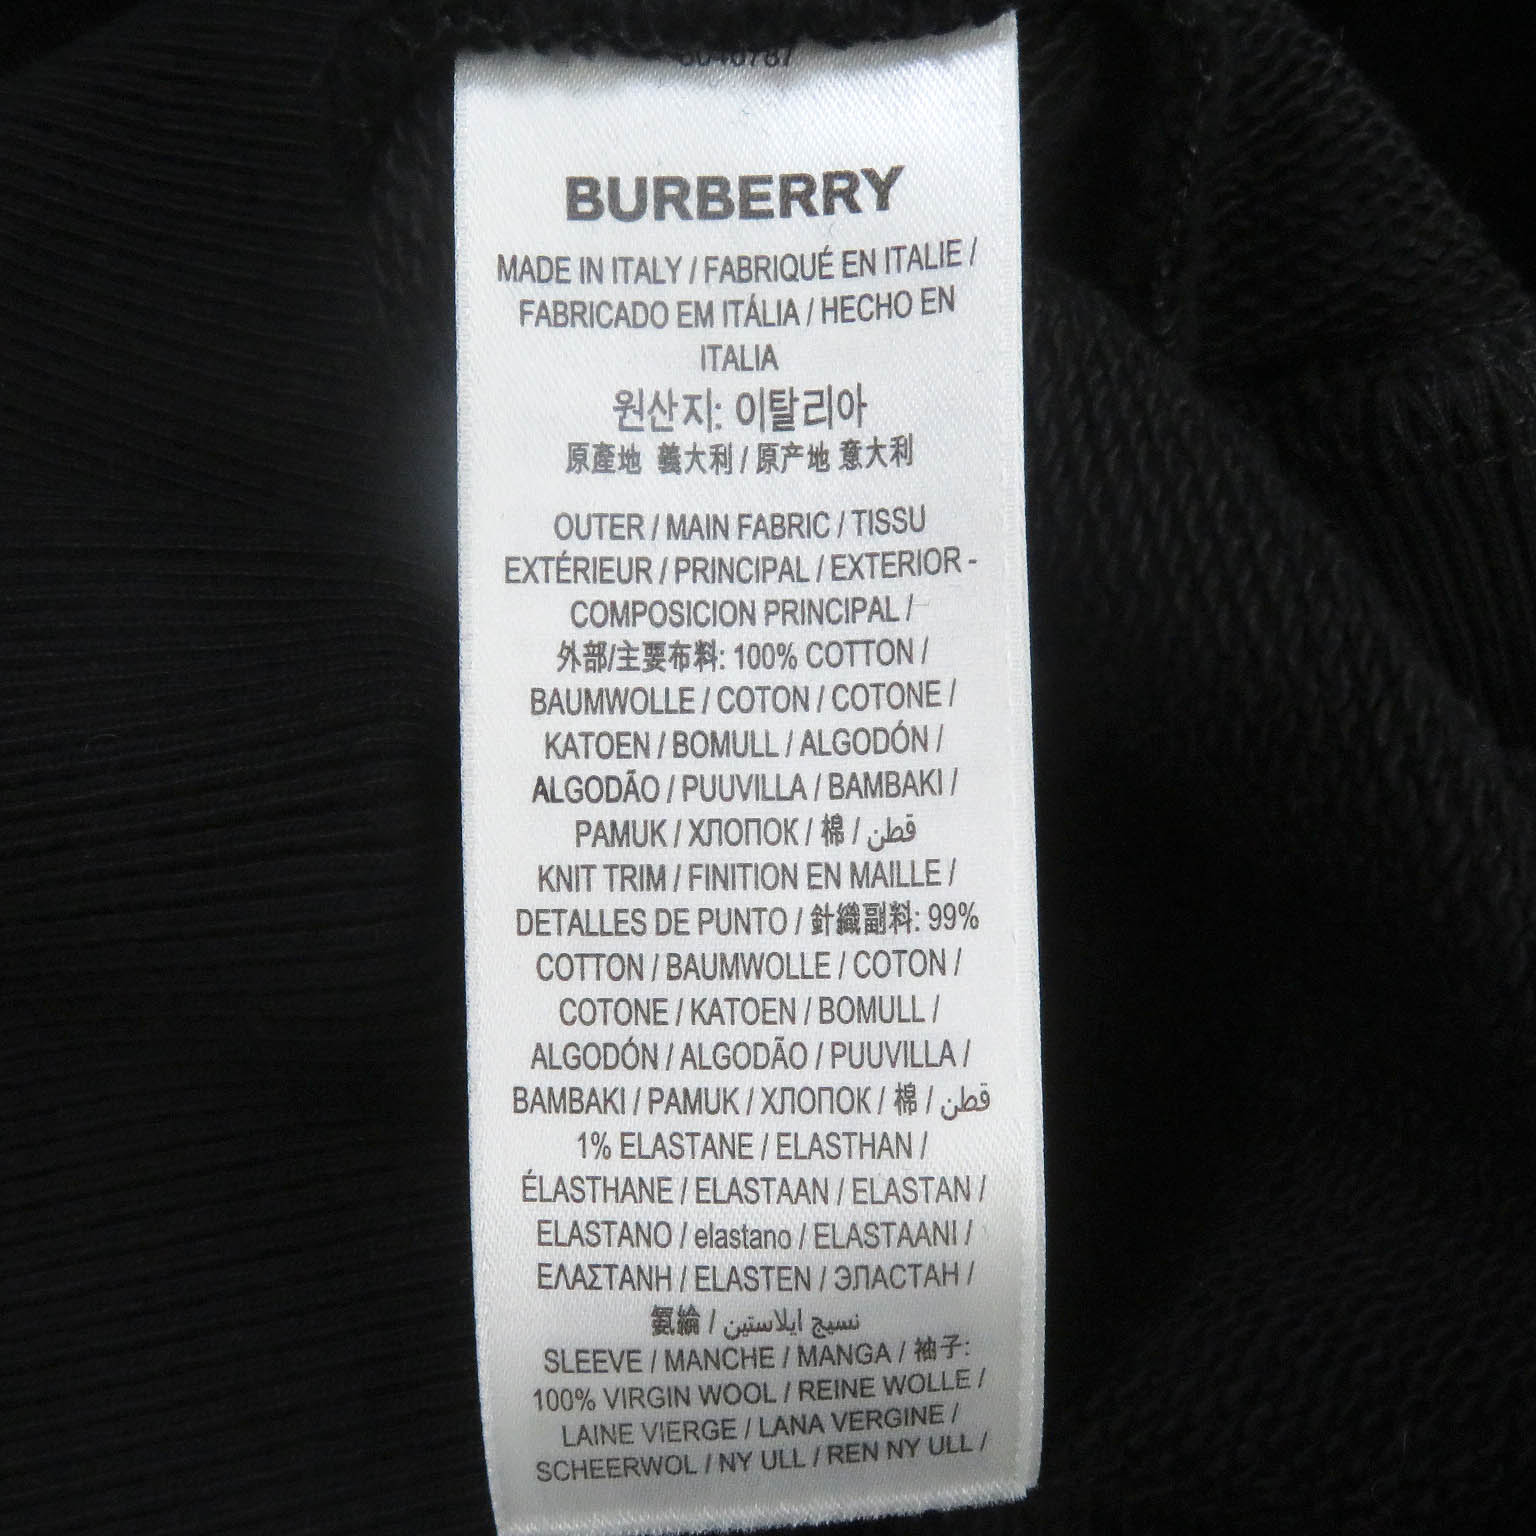 8040787
BURBERRY
MADE IN ITALY / FABRIQUÉ EN ITALIE /
FABRICADO EM ITÁLIA / HECHO EN
ITALIA
원산지: 이탈리아
原產地 義大利 / 原产地 意大利
OUTER / MAIN FABRIC / TISSU
EXTÉRIEUR / PRINCIPAL / EXTERIOR -
COMPOSICION PRINCIPAL /
外部/主要布料: 100% COTTON /
BAUMWOLLE / COTON / COTONE /
KATOEN / BOMULL / ALGODÓN /
ALGODÃO / PUUVILLA / BAMBAKI /
PAMUK / ХЛОПОК / 棉 / قطن
KNIT TRIM / FINITION EN MAILLE /
DETALLES DE PUNTO / 針織副料: 99%
COTTON / BAUMWOLLE / COTON /
COTONE / KATOEN / BOMULL /
ALGODÓN / ALGODÃO / PUUVILLA /
BAMBAKI / PAMUK / ХЛОПОК / 棉 / قطن
1% ELASTANE / ELASTHAN /
ÉLASTHANE / ELASTAAN / ELASTAN /
ELASTANO / elastano / ELASTAANI /
ΕΛΑΣΤΑΝΗ / ELASTEN / ЭЛАСТАН /
氨綸 / نسيج ايلاستين
SLEEVE / MANCHE / MANGA / 袖子:
100% VIRGIN WOOL / REINE WOLLE /
LAINE VIERGE / LANA VERGINE /
SCHEERWOL / NY ULL / REN NY ULL /